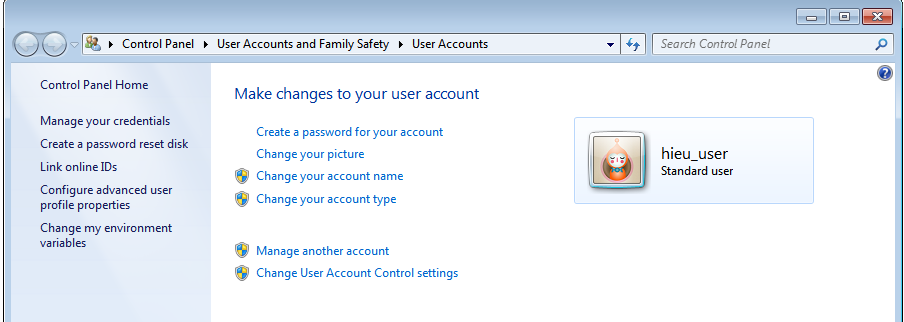 Control Panel
User Accounts and Family Safety
User Accounts
Search Control Panel
Control Panel Home
Manage your credentials
Create a password reset disk
Link online IDs
Configure advanced user
profile properties
Change my environment
variables
Make changes to your user account
Create a password for your account
Change your picture
Change your account name
Change your account type
Manage another account
Change User Account Control settings
hieu_user
Standard user